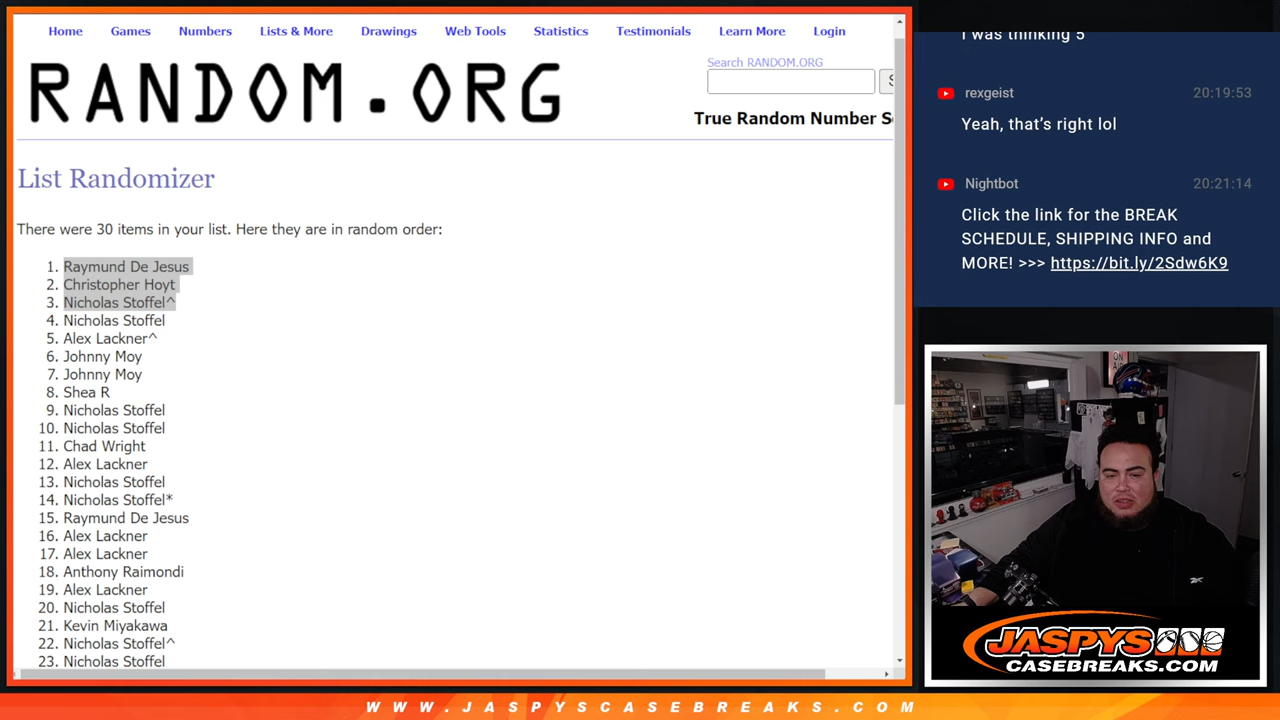 Home Games Numbers Lists & More Drawings Web Tools Statistics Testimonials Learn More Login
RANDOM.ORG
Search RANDOM.ORG
True Random Number
List Randomizer
There were 30 items in your list. Here they are in random order:
1. Raymund De Jesus
2. Christopher Hoyt
3. Nicholas Stoffel^
4. Nicholas Stoffel
5. Alex Lackner^
6. Johnny Moy
7. Johnny Moy
8. Shea R
9. Nicholas Stoffel
10. Nicholas Stoffel
11. Chad Wright
12. Alex Lackner
13. Nicholas Stoffel
14. Nicholas Stoffel*
15. Raymund De Jesus
16. Alex Lackner
17. Alex Lackner
18. Anthony Raimondi
19. Alex Lackner
20. Nicholas Stoffel
21. Kevin Miyakawa
22. Nicholas Stoffel^
23. Nicholas Stoffel
I was thinking 5
rexgeist 20:19:53
Yeah, that's right lol
Nightbot 20:21:14
Click the link for the BREAK
SCHEDULE, SHIPPING INFO and
MORE! >>> https://bit.ly/2Sdw6K9
JASPYS
CASEBREAKS.COM
WWW.JASPYSCASEBREAKS.COM